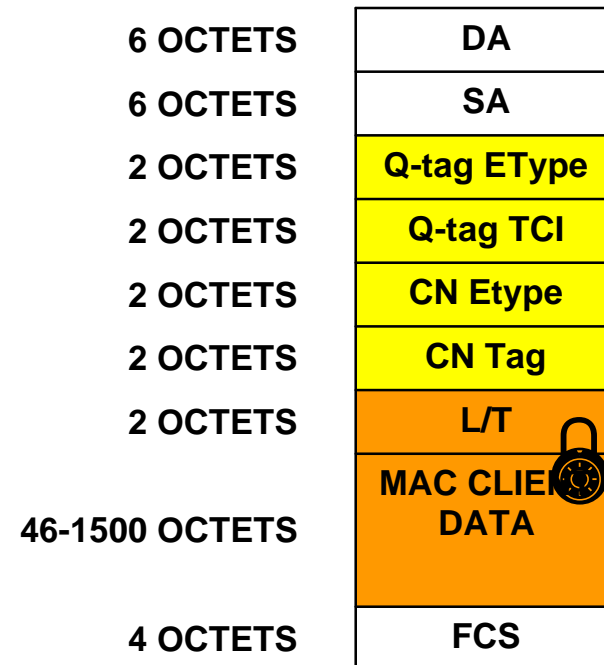 6 OCTETS DA
6 OCTETS SA
2 OCTETS Q-tag EType
2 OCTETS Q-tag TCI
2 OCTETS CN Etype
2 OCTETS CN Tag
2 OCTETS L/T
MAC
46-1500 OCTETS DATA
4 OCTETS FCS